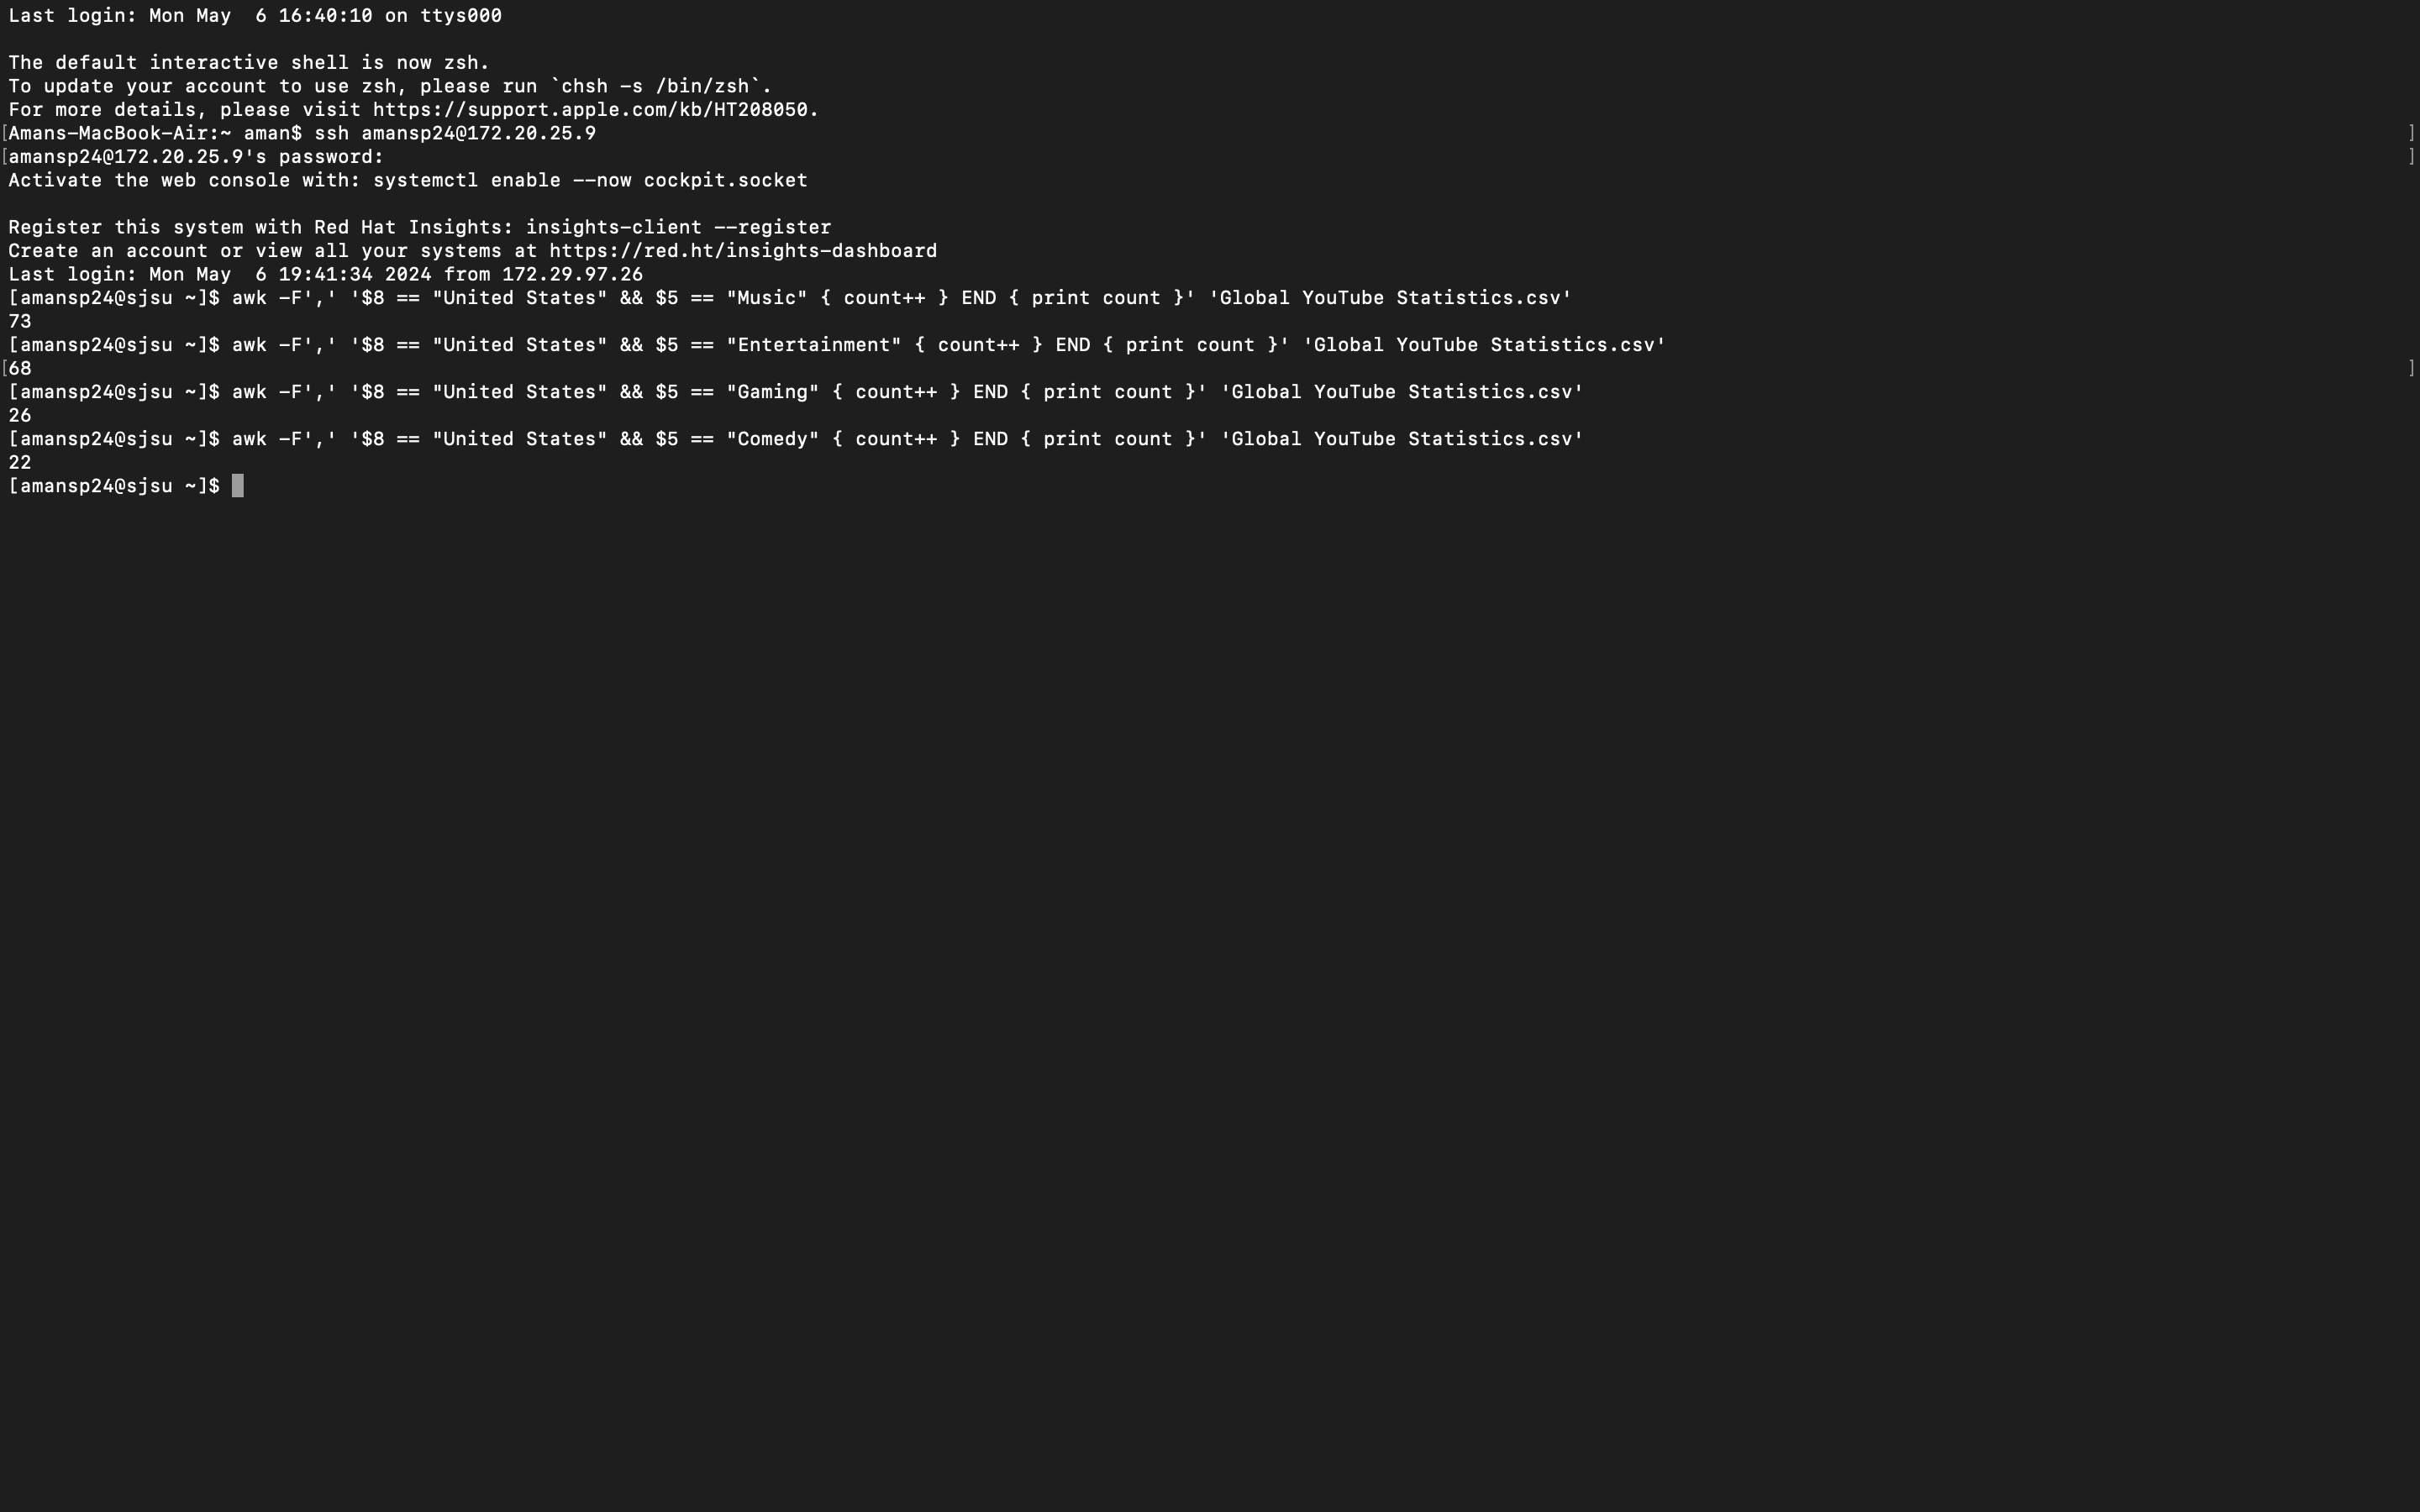 Last login: Mon May  6 16:40:10 on ttys000

The default interactive shell is now zsh.
To update your account to use zsh, please run `chsh -s /bin/zsh`.
For more details, please visit https://support.apple.com/kb/HT208050.
[Amans-MacBook-Air:~ aman$ ssh amansp24@172.20.25.9 ]
[amansp24@172.20.25.9's password: ]
Activate the web console with: systemctl enable --now cockpit.socket

Register this system with Red Hat Insights: insights-client --register
Create an account or view all your systems at https://red.ht/insights-dashboard
Last login: Mon May  6 19:41:34 2024 from 172.29.97.26
[amansp24@sjsu ~]$ awk -F',' '$8 == "United States" && $5 == "Music" { count++ } END { print count }' 'Global YouTube Statistics.csv'
73
[amansp24@sjsu ~]$ awk -F',' '$8 == "United States" && $5 == "Entertainment" { count++ } END { print count }' 'Global YouTube Statistics.csv'
[68 ]
[amansp24@sjsu ~]$ awk -F',' '$8 == "United States" && $5 == "Gaming" { count++ } END { print count }' 'Global YouTube Statistics.csv'
26
[amansp24@sjsu ~]$ awk -F',' '$8 == "United States" && $5 == "Comedy" { count++ } END { print count }' 'Global YouTube Statistics.csv'
22
[amansp24@sjsu ~]$